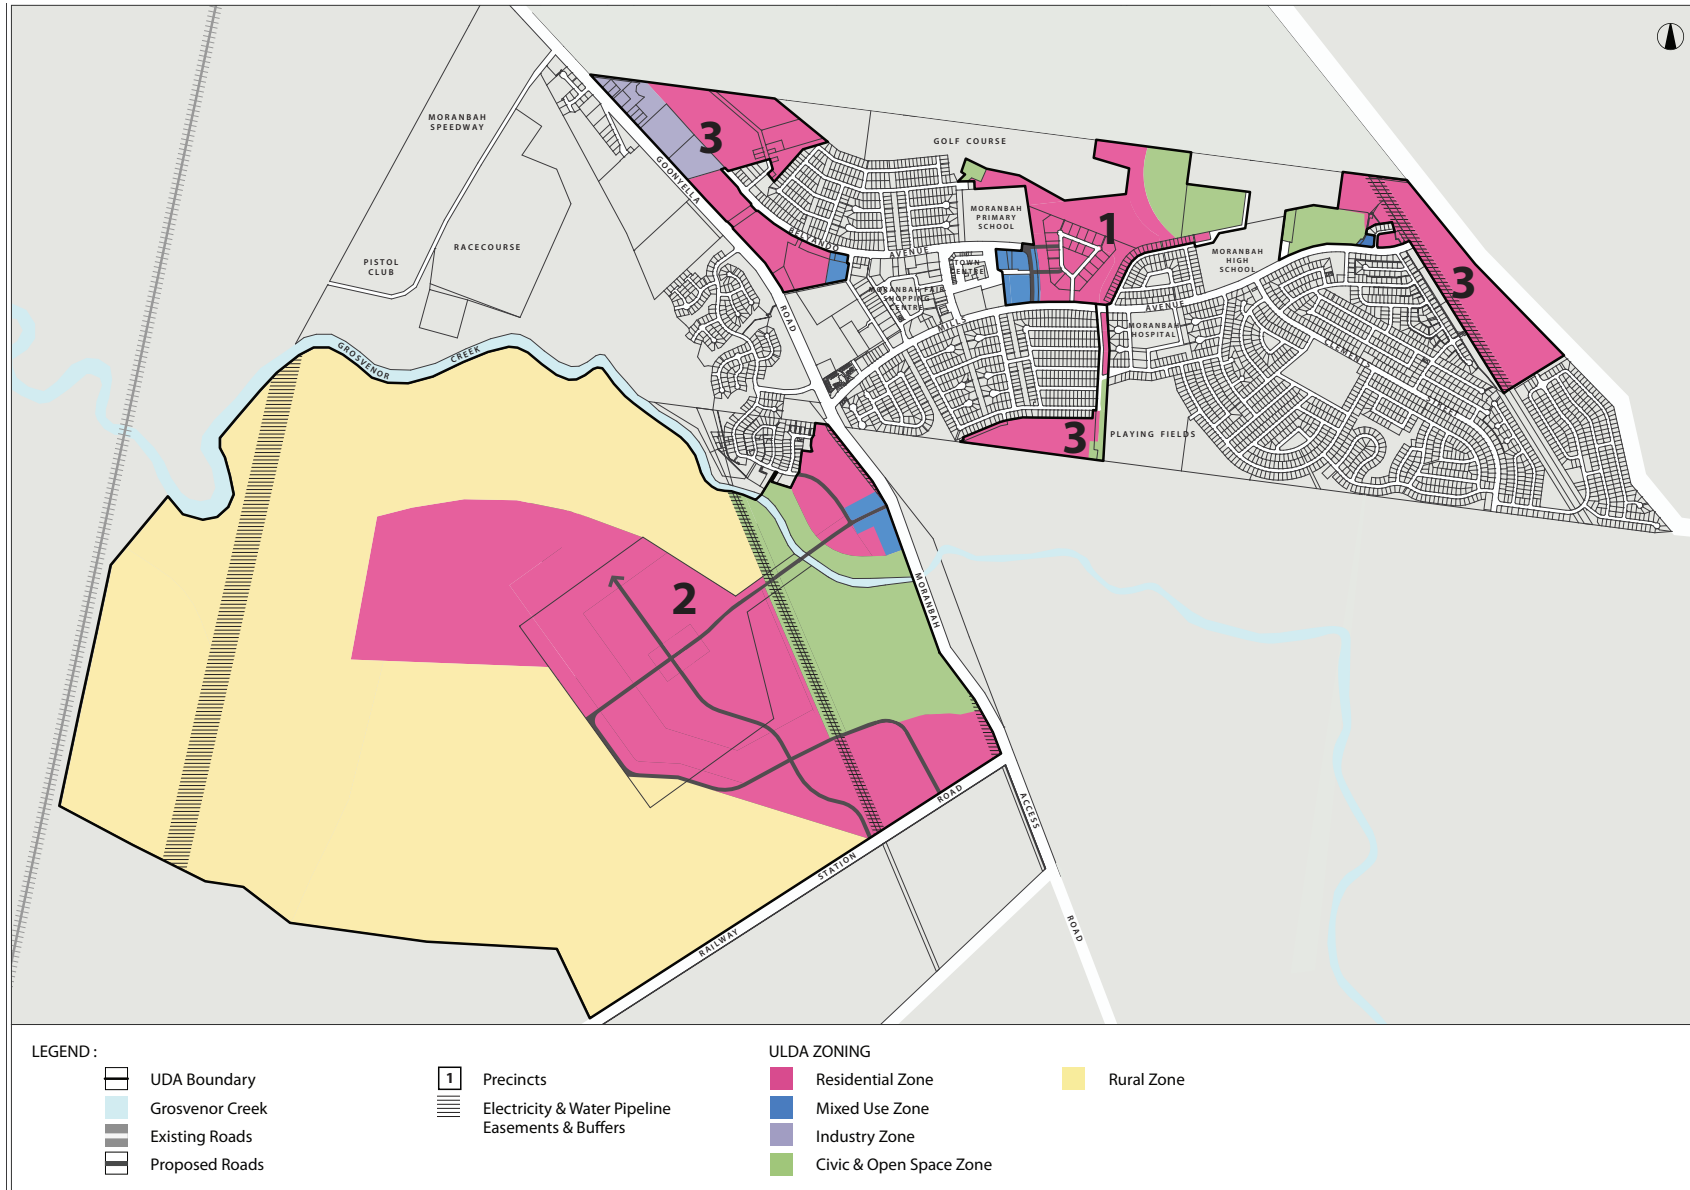 MORANBAH
SPEEDWAY
GOLF COURSE
3
GOONYELLA
MORANBAH
PRIMARY
SCHOOL
1
RACECOURSE
PISTOL
CLUB
BELYANDO
AVENUE
TOWN
CENTRE
MORANBAH
HIGH
SCHOOL
3
MORANBAH FAIR
SHOPPING
CENTRE
ROAD
AVENUE
MORANBAH
HOSPITAL
GROSVENOR
CREEK
3
PLAYING FIELDS
2
MORANBAH
ACCESS
ROAD
RAILWAY
STATION
ROAD
LEGEND :
UDA Boundary
Grosvenor Creek
Existing Roads
Proposed Roads
1
Precincts
Electricity & Water Pipeline
Easements & Buffers
ULDA ZONING
Residential Zone
Mixed Use Zone
Industry Zone
Civic & Open Space Zone
Rural Zone